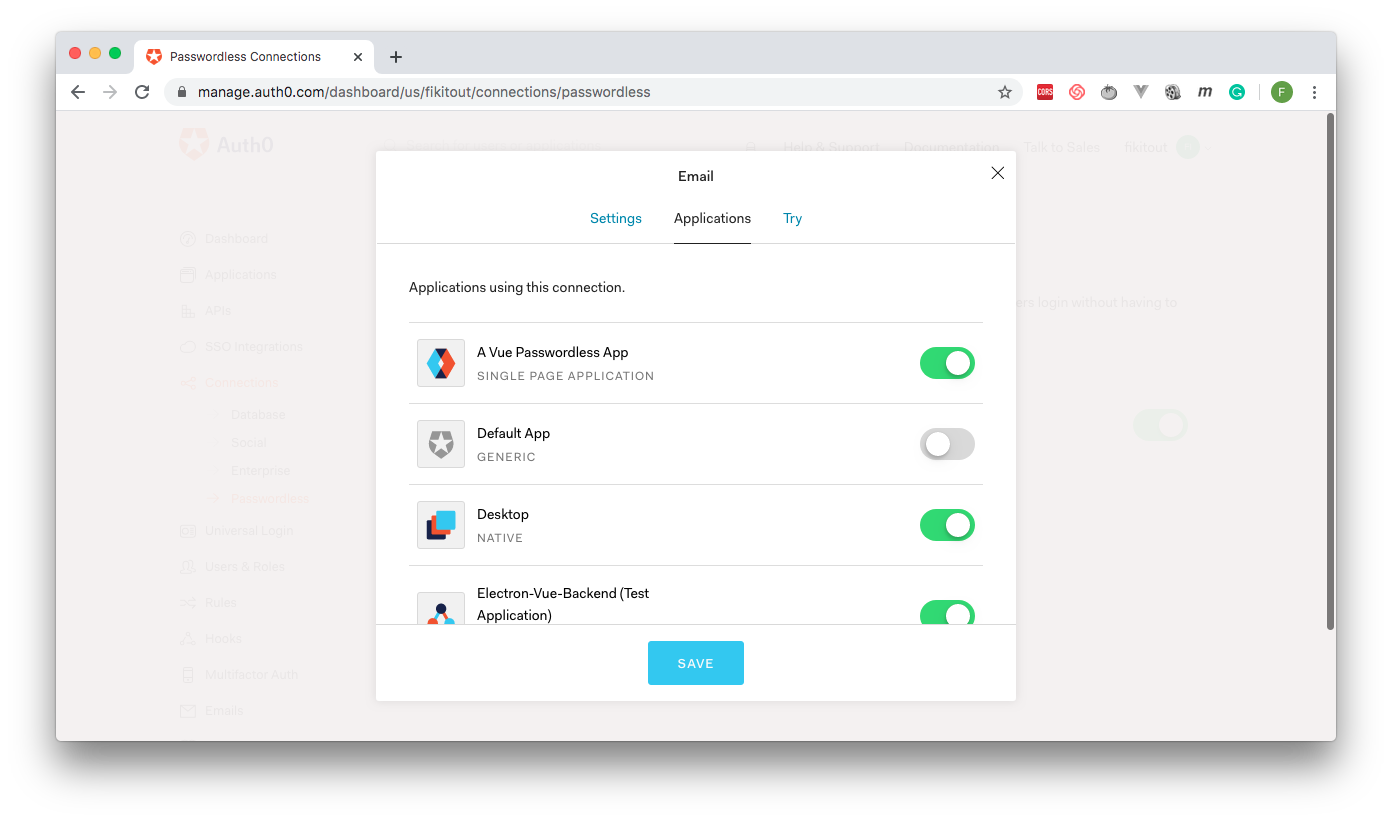 Passwordless Connections
manage.auth0.com/dashboard/us/fikitout/connections/passwordless
CORS
m
G
F
Auth0
Help & Support
Documentation
Talk to Sales
fikitout
Email
Settings
Applications
Try
Dashboard
Applications
APIs
SSO Integrations
Connections
Database
Social
Enterprise
Passwordless
Universal Login
Users & Roles
Rules
Hooks
Multifactor Auth
Emails
ers login without having to
Applications using this connection.
A Vue Passwordless App
SINGLE PAGE APPLICATION
Default App
GENERIC
Desktop
NATIVE
Electron-Vue-Backend (Test
Application)
SAVE